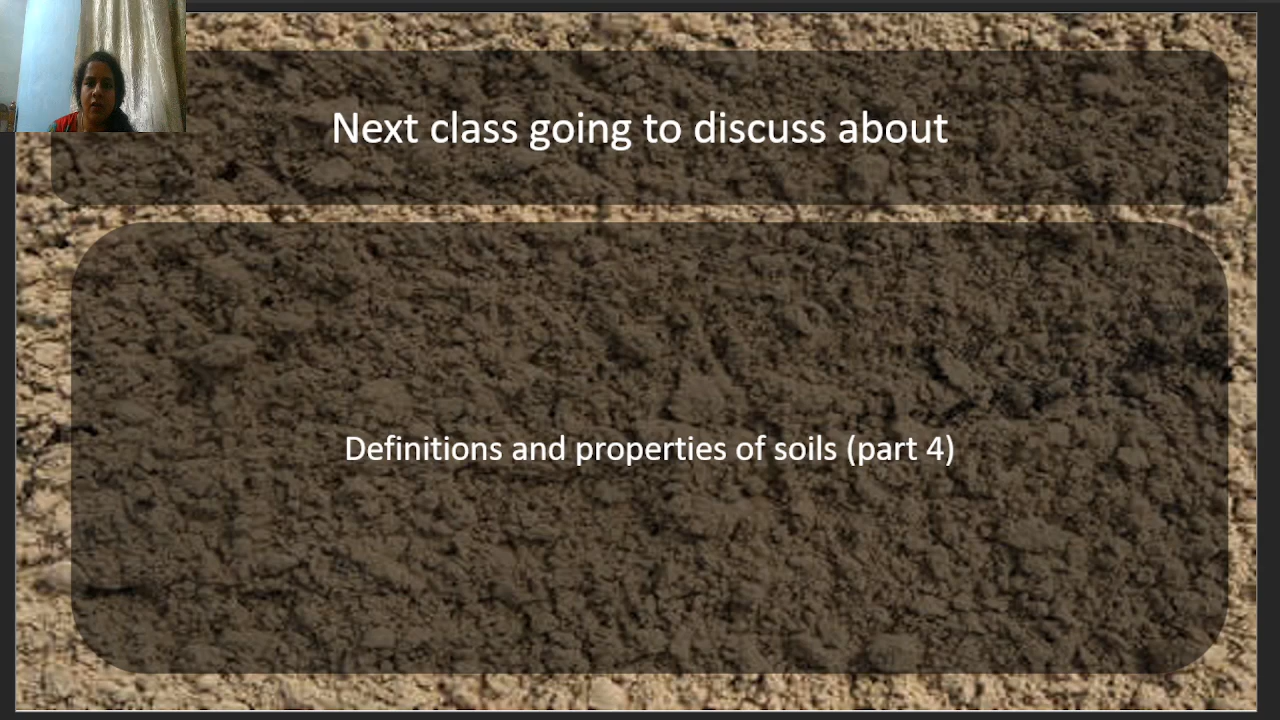 Next class going to discuss about
Definitions and properties of soils (part 4)